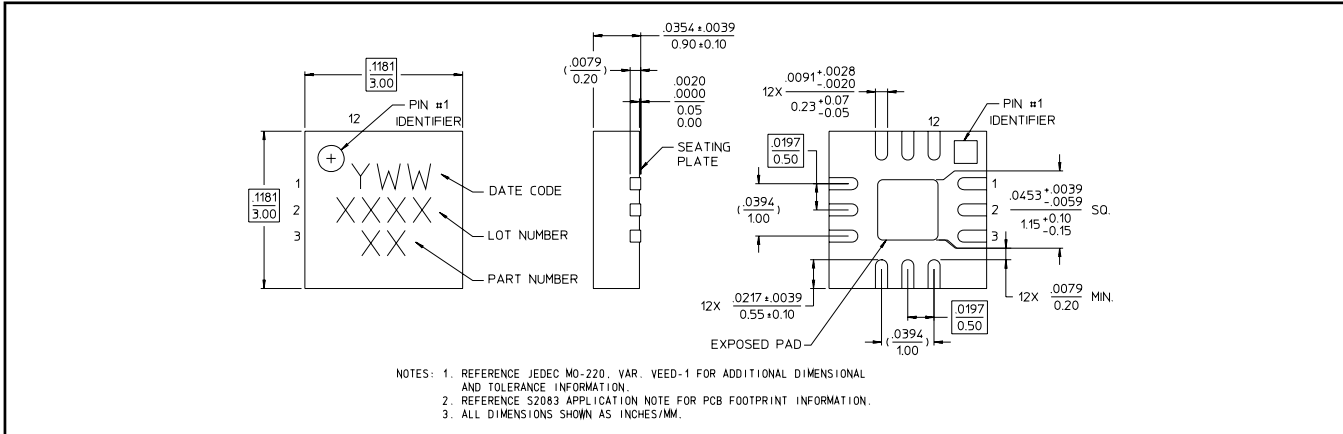 .1181
3.00
12
PIN #1
IDENTIFIER
.1181
3.00
1
2
3
YWW
XXXX
XX
DATE CODE
LOT NUMBER
PART NUMBER
.0354 ±.0039
0.90 ±0.10
(.0079
0.20)
.0020
.0000
0.05
0.00
SEATING
PLATE
12X .0091 +.0028
-.0020
0.23 +0.07
-0.05
12
PIN #1
IDENTIFIER
.0197
0.50
(.0394
1.00)
1
2
3
.0453 +.0039
-.0059
1.15 +0.10
-0.15
SQ.
12X .0217 ±.0039
0.55 ±0.10
12X .0079
0.20 MIN.
.0197
0.50
(.0394
1.00)
EXPOSED PAD
NOTES: 1. REFERENCE JEDEC MO-220, VAR. VEED-1 FOR ADDITIONAL DIMENSIONAL
AND TOLERANCE INFORMATION.
2. REFERENCE S2083 APPLICATION NOTE FOR PCB FOOTPRINT INFORMATION.
3. ALL DIMENSIONS SHOWN AS INCHES/MM.